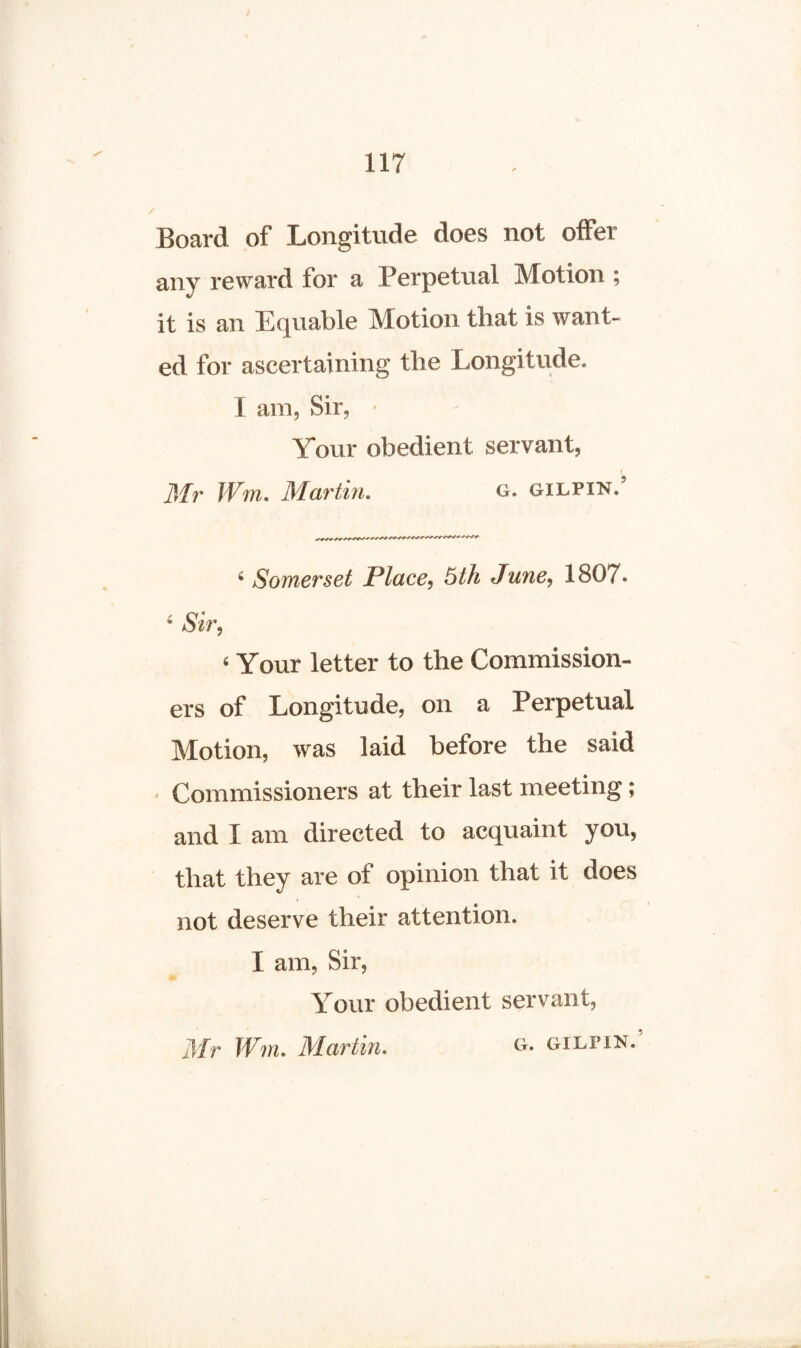 117
Board of Longitude does not offer
any reward for a Perpetual Motion ;
it is an Equable Motion that is want-
ed for ascertaining the Longitude.
I am, Sir,
Your obedient servant,
Mr Wm. Martin. G. GILPIN.’
‘ Somerset Place, 5th June, 1807.
‘ Sir,
‘ Your letter to the Commission-
ers of Longitude, on a Perpetual
Motion, was laid before the said
Commissioners at their last meeting ;
and I am directed to acquaint you,
that they are of opinion that it does
not deserve their attention.
I am, Sir,
Your obedient servant,
Mr Wm. Martin. G. GILPIN.’